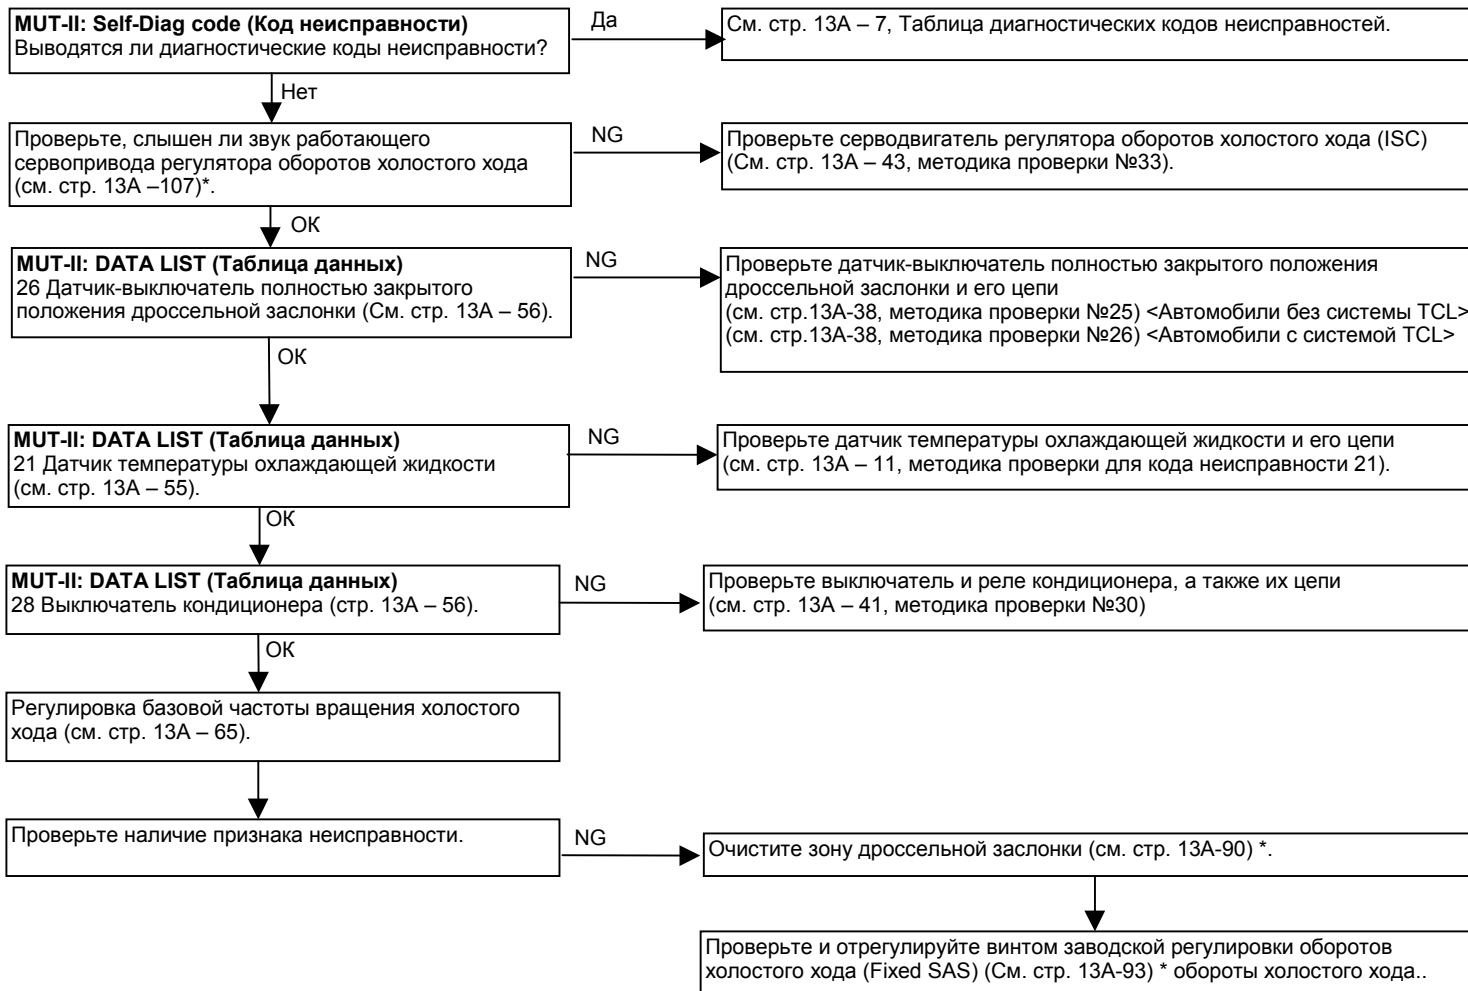 MUT-II: Self-Diag code (Код неисправности)
Выводятся ли диагностические коды неисправности?
Да
См. стр. 13А – 7, Таблица диагностических кодов неисправностей.
Нет
Проверьте, слышен ли звук работающего
сервопривода регулятора оборотов холостого хода
(см. стр. 13А –107)*.
NG
Проверьте серводвигатель регулятора оборотов холостого хода (ISC)
(См. стр. 13А – 43, методика проверки №33).
ОК
MUT-II: DATA LIST (Таблица данных)
26 Датчик-выключатель полностью закрытого
положения дроссельной заслонки (См. стр. 13А – 56).
NG
Проверьте датчик-выключатель полностью закрытого положения
дроссельной заслонки и его цепи
(см. стр.13А-38, методика проверки №25) <Автомобили без системы TCL>
(см. стр.13А-38, методика проверки №26) <Автомобили с системой TCL>
ОК
MUT-II: DATA LIST (Таблица данных)
21 Датчик температуры охлаждающей жидкости
(см. стр. 13А – 55).
NG
Проверьте датчик температуры охлаждающей жидкости и его цепи
(см. стр. 13А – 11, методика проверки для кода неисправности 21).
ОК
MUT-II: DATA LIST (Таблица данных)
28 Выключатель кондиционера (стр. 13А – 56).
NG
Проверьте выключатель и реле кондиционера, а также их цепи
(см. стр. 13А – 41, методика проверки №30)
ОК
Регулировка базовой частоты вращения холостого
хода (см. стр. 13А – 65).
Проверьте наличие признака неисправности.
NG
Очистите зону дроссельной заслонки (см. стр. 13А-90) *.
Проверьте и отрегулируйте винтом заводской регулировки оборотов
холостого хода (Fixed SAS) (См. стр. 13А-93) * обороты холостого хода..